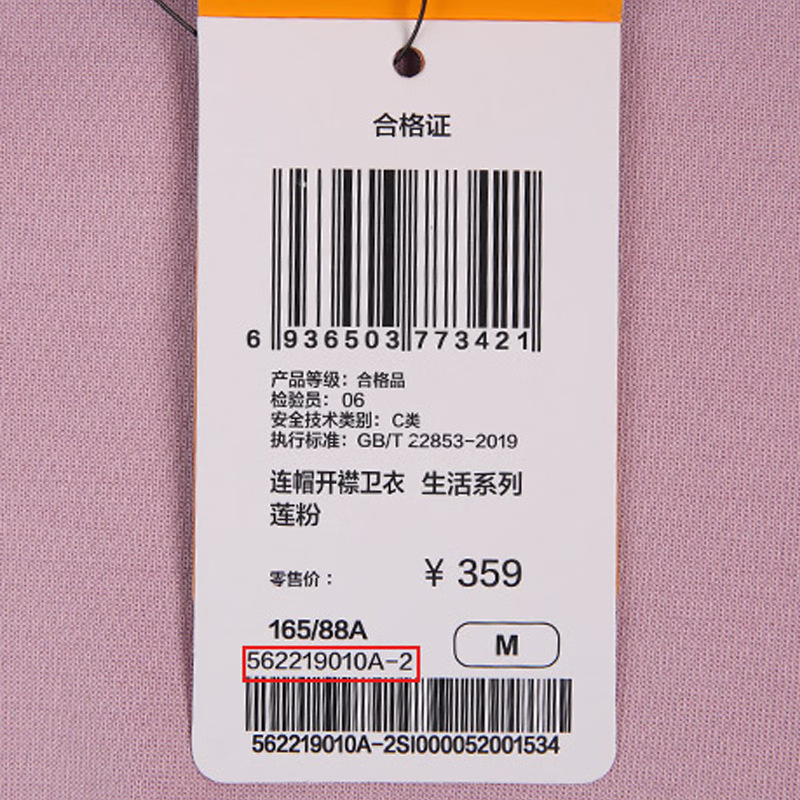 合格证
6 936503 773421
产品等级：合格品
检验员：06
安全技术类别：C类
执行标准：GB/T 22853-2019
连帽开襟卫衣 生活系列
莲粉
零售价： ¥ 359
165/88A
M
562219010A-2
562219010A-2SI000052001534